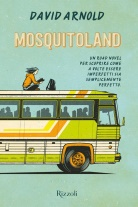 DAVID ARNOLD
MOSQUITOLAND
UN ROAD NOVEL
PER SCOPRIRE COME
A VOLTE ESSERE
IMPERFETTI SIA
SEMPLICEMENTE
PERFETTO.
Rizzoli